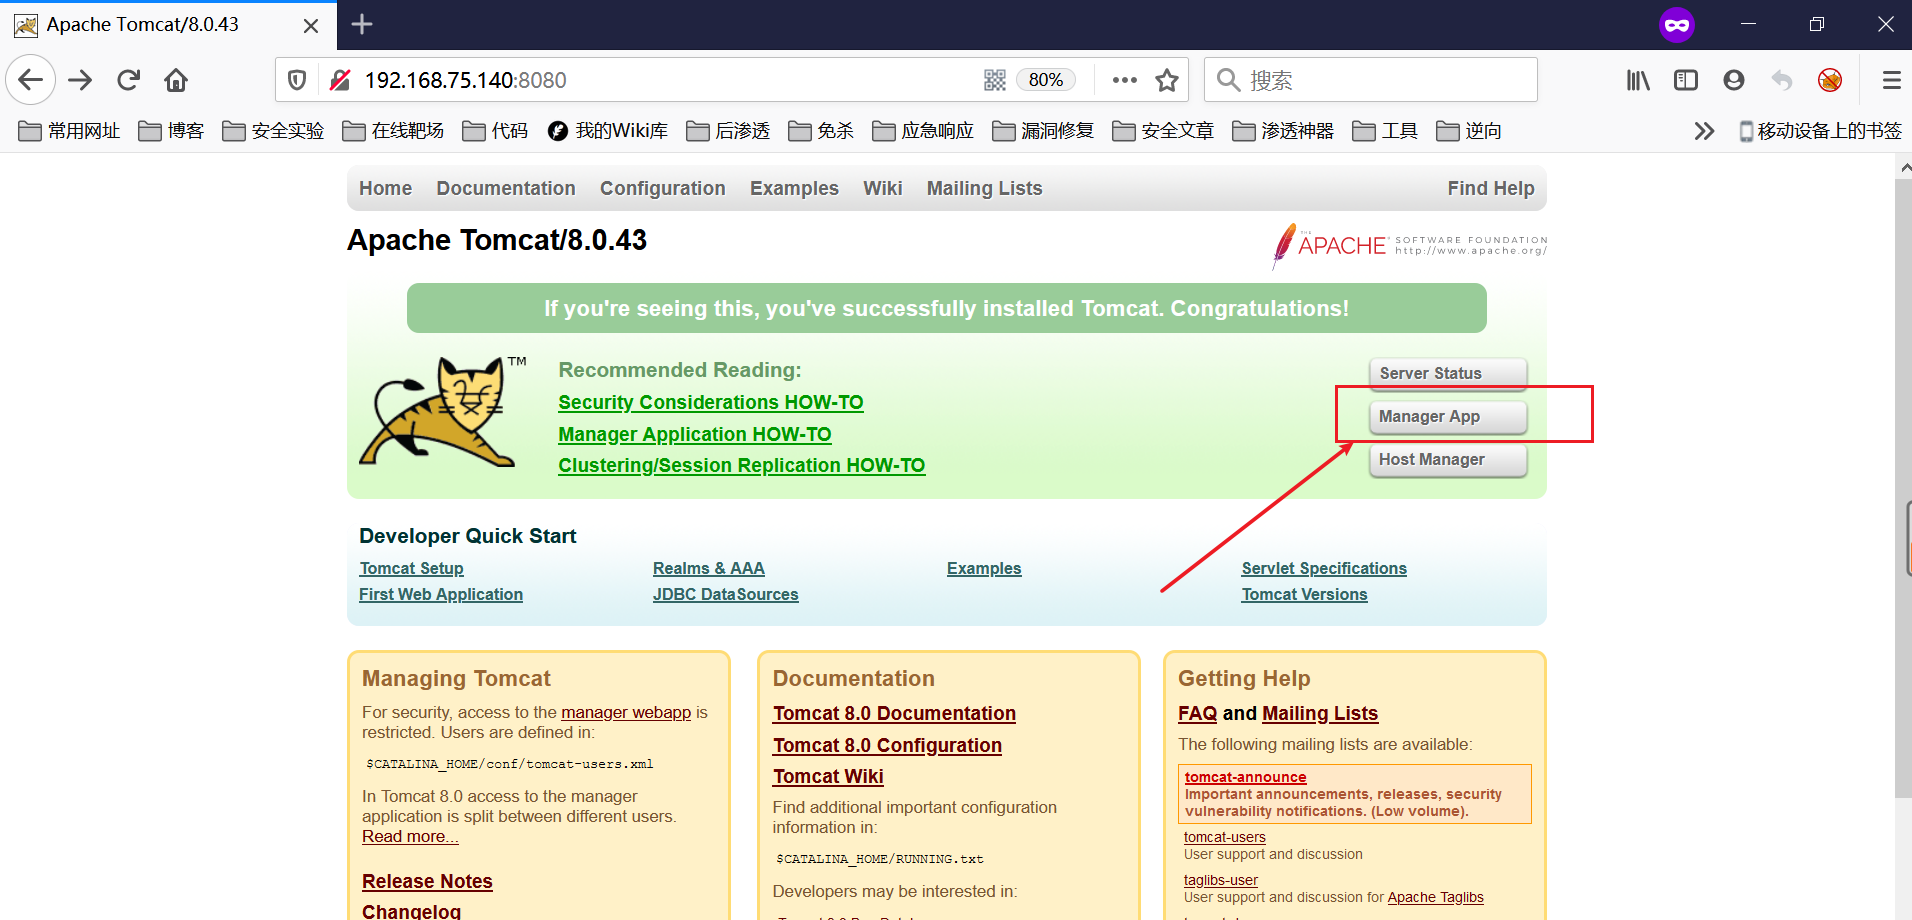 Apache Tomcat/8.0.43
192.168.75.140:8080
80%
搜索
常用网址 博客 安全实验 在线靶场 代码 我的Wiki库 后渗透 免杀 应急响应 漏洞修复 安全文章 渗透神器 工具 逆向 移动设备上的书签
Home Documentation Configuration Examples Wiki Mailing Lists Find Help
Apache Tomcat/8.0.43
THE APACHE SOFTWARE FOUNDATION
http://www.apache.org/
If you're seeing this, you've successfully installed Tomcat. Congratulations!
TM
Recommended Reading:
Security Considerations HOW-TO
Manager Application HOW-TO
Clustering/Session Replication HOW-TO
Server Status
Manager App
Host Manager
Developer Quick Start
Tomcat Setup Realms & AAA Examples Servlet Specifications
First Web Application JDBC DataSources Tomcat Versions
Managing Tomcat
For security, access to the manager webapp is
restricted. Users are defined in:
$CATALINA_HOME/conf/tomcat-users.xml
In Tomcat 8.0 access to the manager
application is split between different users.
Read more...
Release Notes
Changelog
Documentation
Tomcat 8.0 Documentation
Tomcat 8.0 Configuration
Tomcat Wiki
Find additional important configuration
information in:
$CATALINA_HOME/RUNNING.txt
Developers may be interested in:
Getting Help
FAQ and Mailing Lists
The following mailing lists are available:
tomcat-announce
Important announcements, releases, security
vulnerability notifications. (Low volume).
tomcat-users
User support and discussion
taglibs-user
User support and discussion for Apache Taglibs